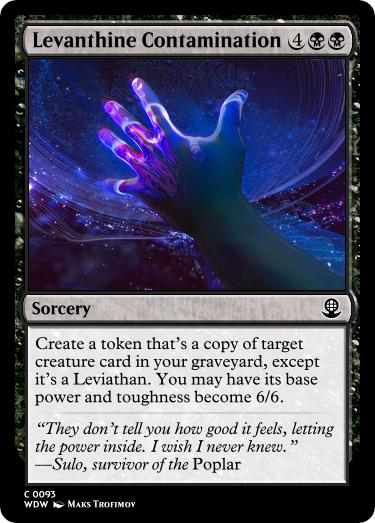 Levanthine Contamination 4
Sorcery
Create a token that's a copy of target
creature card in your graveyard, except
it's a Leviathan. You may have its base
power and toughness become 6/6.
“They don't tell you how good it feels, letting
the power inside. I wish I never knew.”
—Sulo, survivor of the Poplar
C 0093
WDW Maks Trofimov